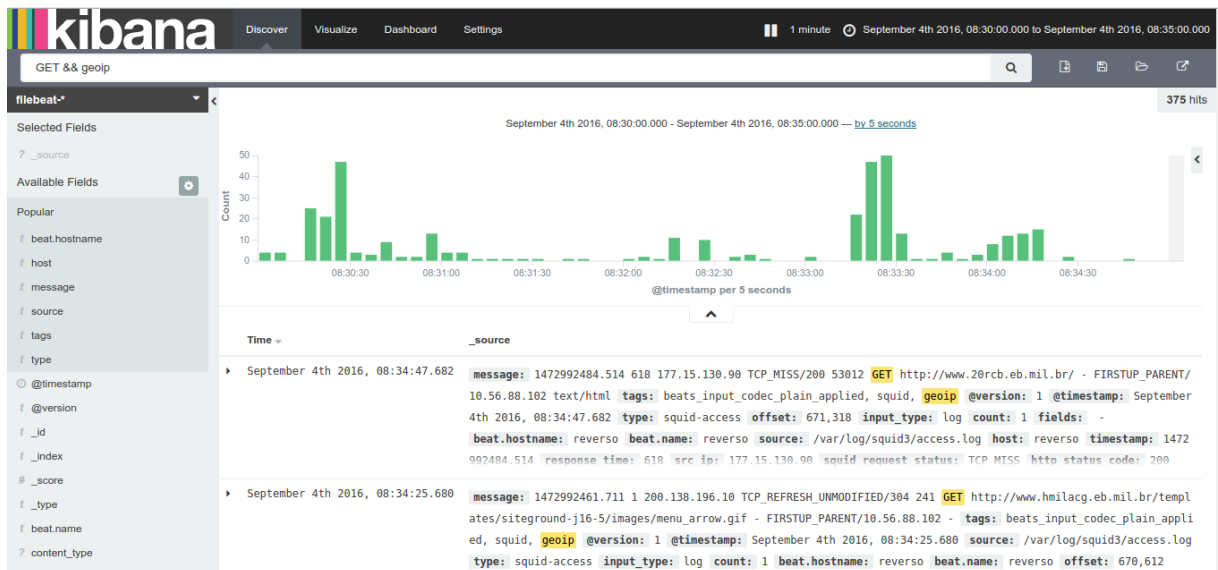 kibana Discover Visualize Dashboard Settings 1 minute September 4th 2016, 08:30:00.000 to September 4th 2016, 08:35:00.000
GET && geoip
filebeat-* 375 hits
Selected Fields
? _source
Available Fields
Popular
t beat.hostname
t host
t message
t source
t tags
t type
@timestamp
t @version
t _id
t _index
# _score
t _type
t beat.name
? content_type
September 4th 2016, 08:30:00.000 - September 4th 2016, 08:35:00.000 — by 5 seconds
Count
50
40
30
20
10
0
08:30:30 08:31:00 08:31:30 08:32:00 08:32:30 08:33:00 08:33:30 08:34:00 08:34:30
@timestamp per 5 seconds
Time _source
September 4th 2016, 08:34:47.682 message: 1472992484.514 618 177.15.130.90 TCP_MISS/200 53012 GET http://www.20rcb.eb.mil.br/ - FIRSTUP_PARENT/
10.56.88.102 text/html tags: beats_input_codec_plain_applied, squid, geoip @version: 1 @timestamp: September
4th 2016, 08:34:47.682 type: squid-access offset: 671,318 input_type: log count: 1 fields: -
beat.hostname: reverso beat.name: reverso source: /var/log/squid3/access.log host: reverso timestamp: 1472
992484.514 response_time: 618 src_ip: 177.15.130.90 squid_request_status: TCP_MISS http_status_code: 200
September 4th 2016, 08:34:25.680 message: 1472992461.711 1 200.138.196.10 TCP_REFRESH_UNMODIFIED/304 241 GET http://www.hmilacg.eb.mil.br/templ
ates/siteground-j16-5/images/menu_arrow.gif - FIRSTUP_PARENT/10.56.88.102 - tags: beats_input_codec_plain_appli
ed, squid, geoip @version: 1 @timestamp: September 4th 2016, 08:34:25.680 source: /var/log/squid3/access.log
type: squid-access input_type: log count: 1 beat.hostname: reverso beat.name: reverso offset: 670,612